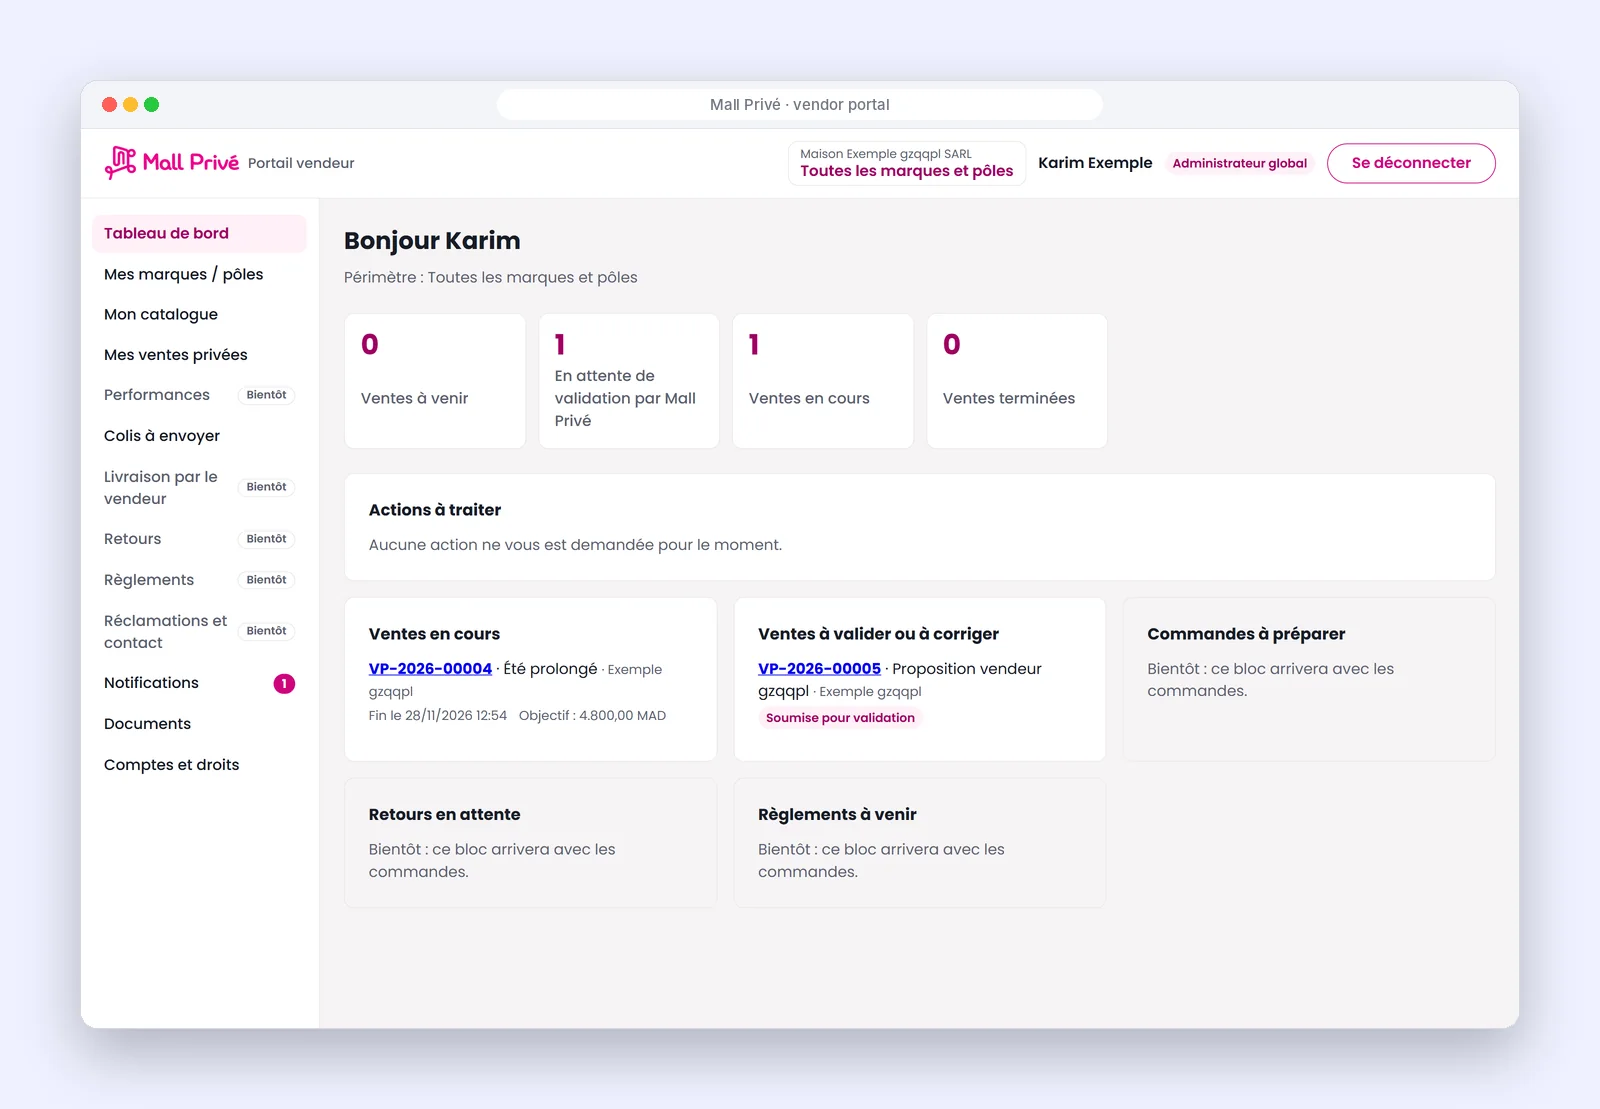 Mall Privé · vendor portal
Mall Privé Portail vendeur
Maison Exemple gzqqpl SARL
Toutes les marques et pôles
Karim Exemple
Administrateur global
Se déconnecter
Tableau de bord
Mes marques / pôles
Mon catalogue
Mes ventes privées
Performances Bientôt
Colis à envoyer
Livraison par le
vendeur
Bientôt
Retours Bientôt
Règlements Bientôt
Réclamations et
contact
Bientôt
Notifications 1
Documents
Comptes et droits
Bonjour Karim
Périmètre : Toutes les marques et pôles
0
Ventes à venir
1
En attente de
validation par Mall
Privé
1
Ventes en cours
0
Ventes terminées
Actions à traiter
Aucune action ne vous est demandée pour le moment.
Ventes en cours
VP-2026-00004 · Été prolongé · Exemple
gzqqpl
Fin le 28/11/2026 12:54 Objectif : 4.800,00 MAD
Ventes à valider ou à corriger
VP-2026-00005 · Proposition vendeur
gzqqpl · Exemple gzqqpl
Soumise pour validation
Commandes à préparer
Bientôt : ce bloc arrivera avec les
commandes.
Retours en attente
Bientôt : ce bloc arrivera avec les
commandes.
Règlements à venir
Bientôt : ce bloc arrivera avec les
commandes.